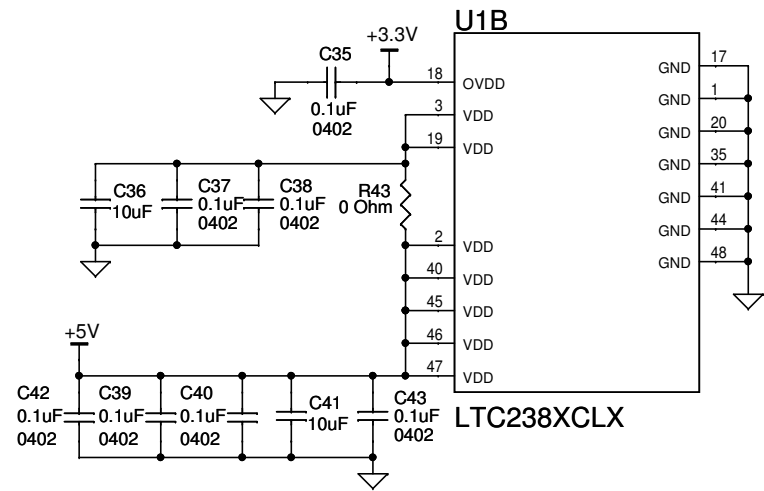 U1B
+3.3V
C35
0.1uF
0402
18 OVDD
3 VDD
19 VDD
C36
10uF
C37
0.1uF
0402
C38
0.1uF
0402
R43
0 Ohm
2 VDD
40 VDD
45 VDD
46 VDD
47 VDD
GND 17
GND 1
GND 20
GND 35
GND 41
GND 44
GND 48
+5V
C42
0.1uF
0402
C39
0.1uF
0402
C40
0.1uF
0402
C41
10uF
C43
0.1uF
0402
LTC238XCLX